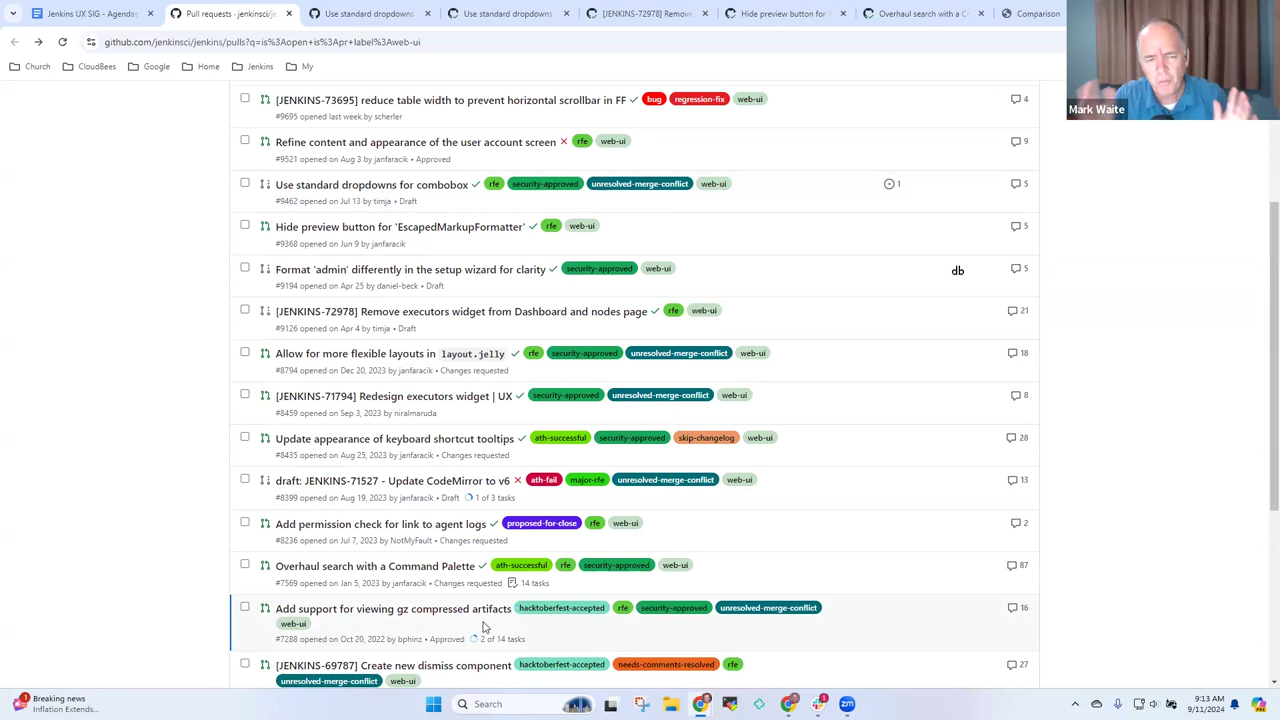 Jenkins UX SIG - Agendas
Pull requests · jenkinsci/jenk
Use standard dropdowns for
[JENKINS-72978] Remove
Hide preview button for
Overhaul search with a Co
Comparison
github.com/jenkinsci/jenkins/pulls?q=is%3Aopen+is%3Apr+label%3Aweb-ui
Church
CloudBees
Google
Home
Jenkins
My
Mark Waite
[JENKINS-73695] reduce table width to prevent horizontal scrollbar in FF bug regression-fix web-ui 4
#9695 opened last week by scherler
Refine content and appearance of the user account screen rfe web-ui 9
#9521 opened on Aug 3 by janfaracik • Approved
Use standard dropdowns for combobox rfe security-approved unresolved-merge-conflict web-ui 1
#9462 opened on Jul 13 by timja • Draft
Hide preview button for 'EscapedMarkupFormatter' rfe web-ui
#9368 opened on Jun 9 by janfaracik
Format 'admin' differently in the setup wizard for clarity security-approved web-ui db
#9194 opened on Apr 25 by daniel-beck • Draft
[JENKINS-72978] Remove executors widget from Dashboard and nodes page rfe web-ui 21
#9126 opened on Apr 4 by timja • Draft
Allow for more flexible layouts in layout.jelly rfe security-approved unresolved-merge-conflict web-ui 18
#8794 opened on Dec 20, 2023 by janfaracik • Changes requested
Redesign console widget | UX security-approved unresolved-merge-conflict web-ui
#8459 opened on Sep 3, 2023 by niralmaruda
Update appearance of keyboard shortcut tooltips ath-successful security-approved skip-changelog web-ui
#8435 opened on Aug 25, 2023 by janfaracik • Changes requested
draft: JENKINS-71527 - Update CodeMirror to v6 ath-fail major-rfe unresolved-merge-conflict web-ui
#8399 opened on Aug 19, 2023 by janfaracik • Draft 1 of 3 tasks
Add permission check for link to agent logs proposed-for-close rfe web-ui
#8236 opened on Jul 7, 2023 by NotMyFault • Changes requested
Overhaul search with a Command Palette ath-successful rfe security-approved web-ui
#7569 opened on Jan 5, 2023 by janfaracik • Changes requested 14 tasks
Add support for viewing gz compressed artifacts hacktoberfest-accepted rfe security-approved unresolved-merge-conflict
web-ui
#7288 opened on Oct 20, 2022 by bphinz • Approved 2 of 14 tasks
[JENKINS-69787] Create new dismiss component hacktoberfest-accepted needs-comments-resolved rfe 27
unresolved-merge-conflict web-ui
1
Breaking news
Inflation Extends...
Search
1
9:13 AM
9/11/2024